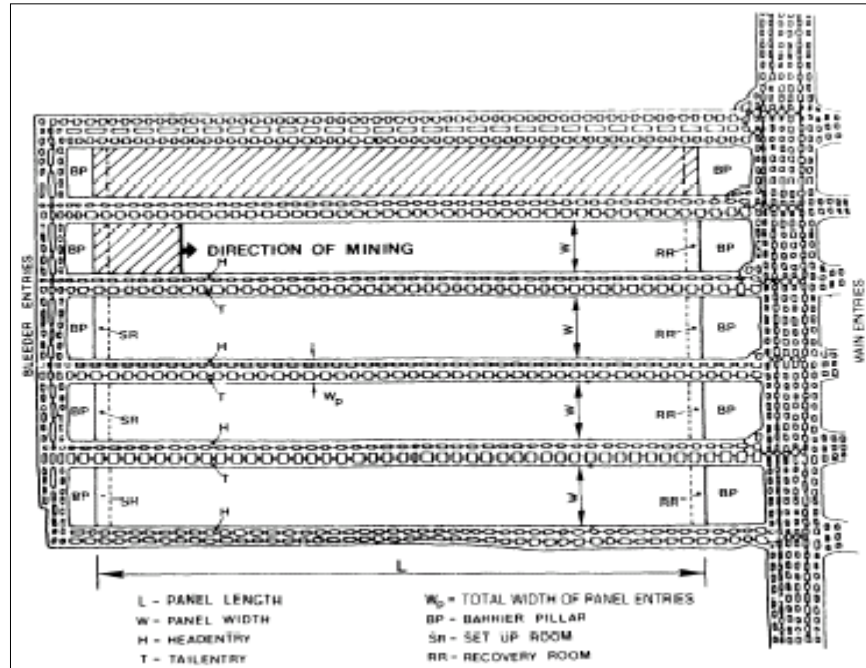 BP
BP
BP
DIRECTION OF MINING
W
RR
BP
H
T
BP
SR
W
RR
BP
H
T
Wp
BP
SR
W
RR
BP
H
T
BP
SH
W
RR
BP
H
BLEEDER ENTRIES
MAIN ENTRIES
L
L - PANEL LENGTH
W - PANEL WIDTH
H - HEADENTRY
T - TAILENTRY
Wp = TOTAL WIDTH OF PANEL ENTRIES
BP - BARRIER PILLAR
SR - SET UP ROOM
RR - RECOVERY ROOM